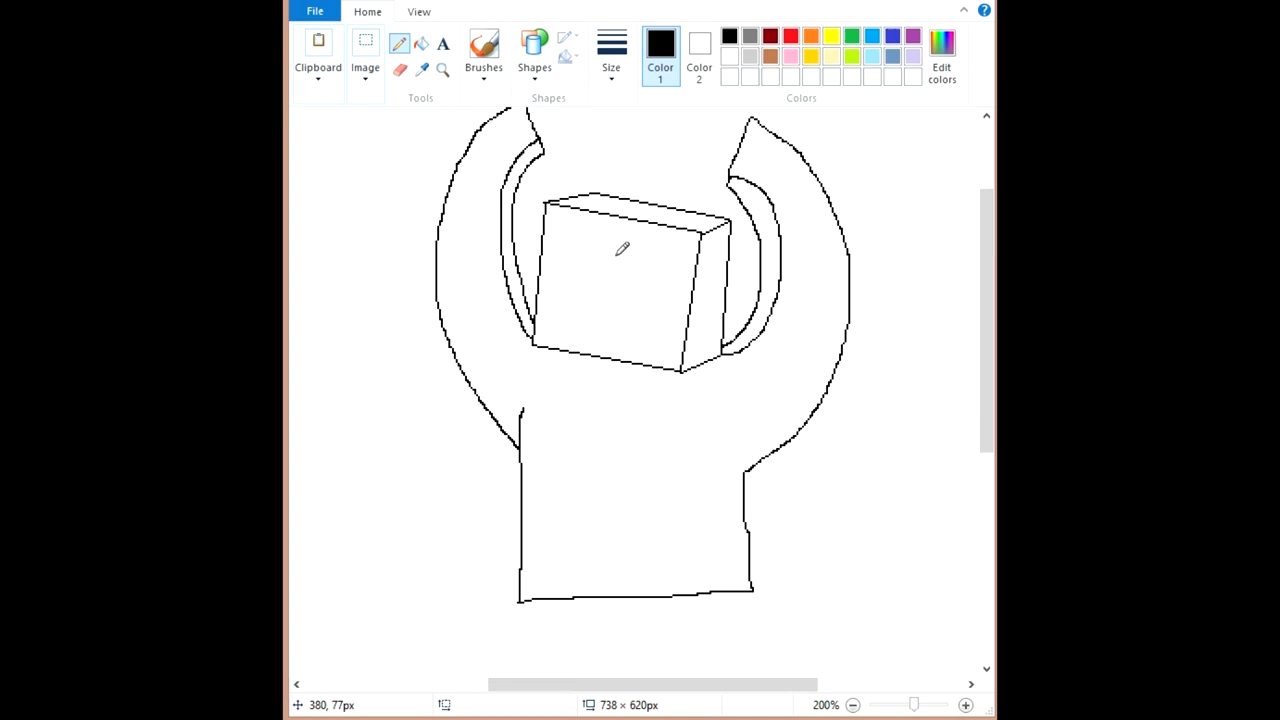 File Home View
Clipboard Image Brushes Shapes Size Color 1 Color 2 Edit colors
Tools Shapes Colors
380, 77px 738 × 620px 200%